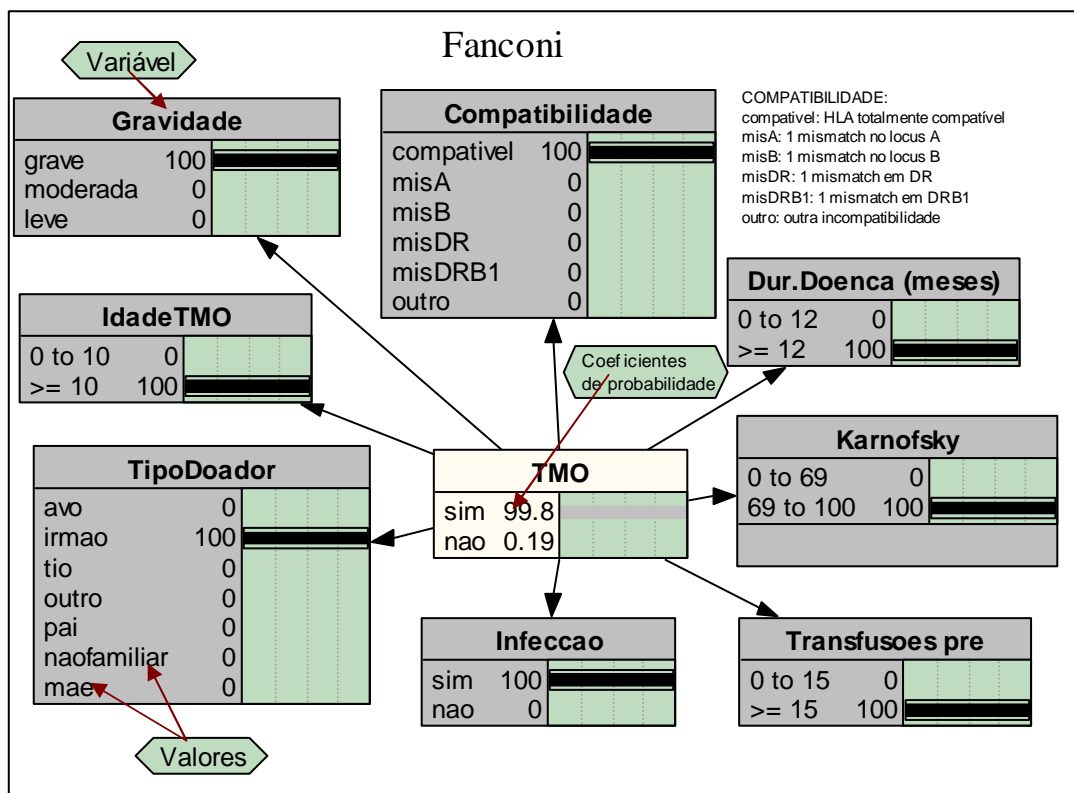 Fanconi
Variável
Gravidade
grave 100
moderada 0
leve 0
Compatibilidade
compativel 100
misA 0
misB 0
misDR 0
misDRB1 0
outro 0
COMPATIBILIDADE:
compativel: HLA totalmente compatível
misA: 1 mismatch no locus A
misB: 1 mismatch no locus B
misDR: 1 mismatch em DR
misDRB1: 1 mismatch em DRB1
outro: outra incompatibilidade
Dur.Doenca (meses)
0 to 12 0
>= 12 100
IdadeTMO
0 to 10 0
>= 10 100
Coeficientes
de probabilidade
TMO
sim 99.8
nao 0.19
Karnofsky
0 to 69 0
69 to 100 100
TipoDoador
avo 0
irmao 100
tio 0
outro 0
pai 0
naofamiliar 0
mae 0
Infeccao
sim 100
nao 0
Transfusoes pre
0 to 15 0
>= 15 100
Valores